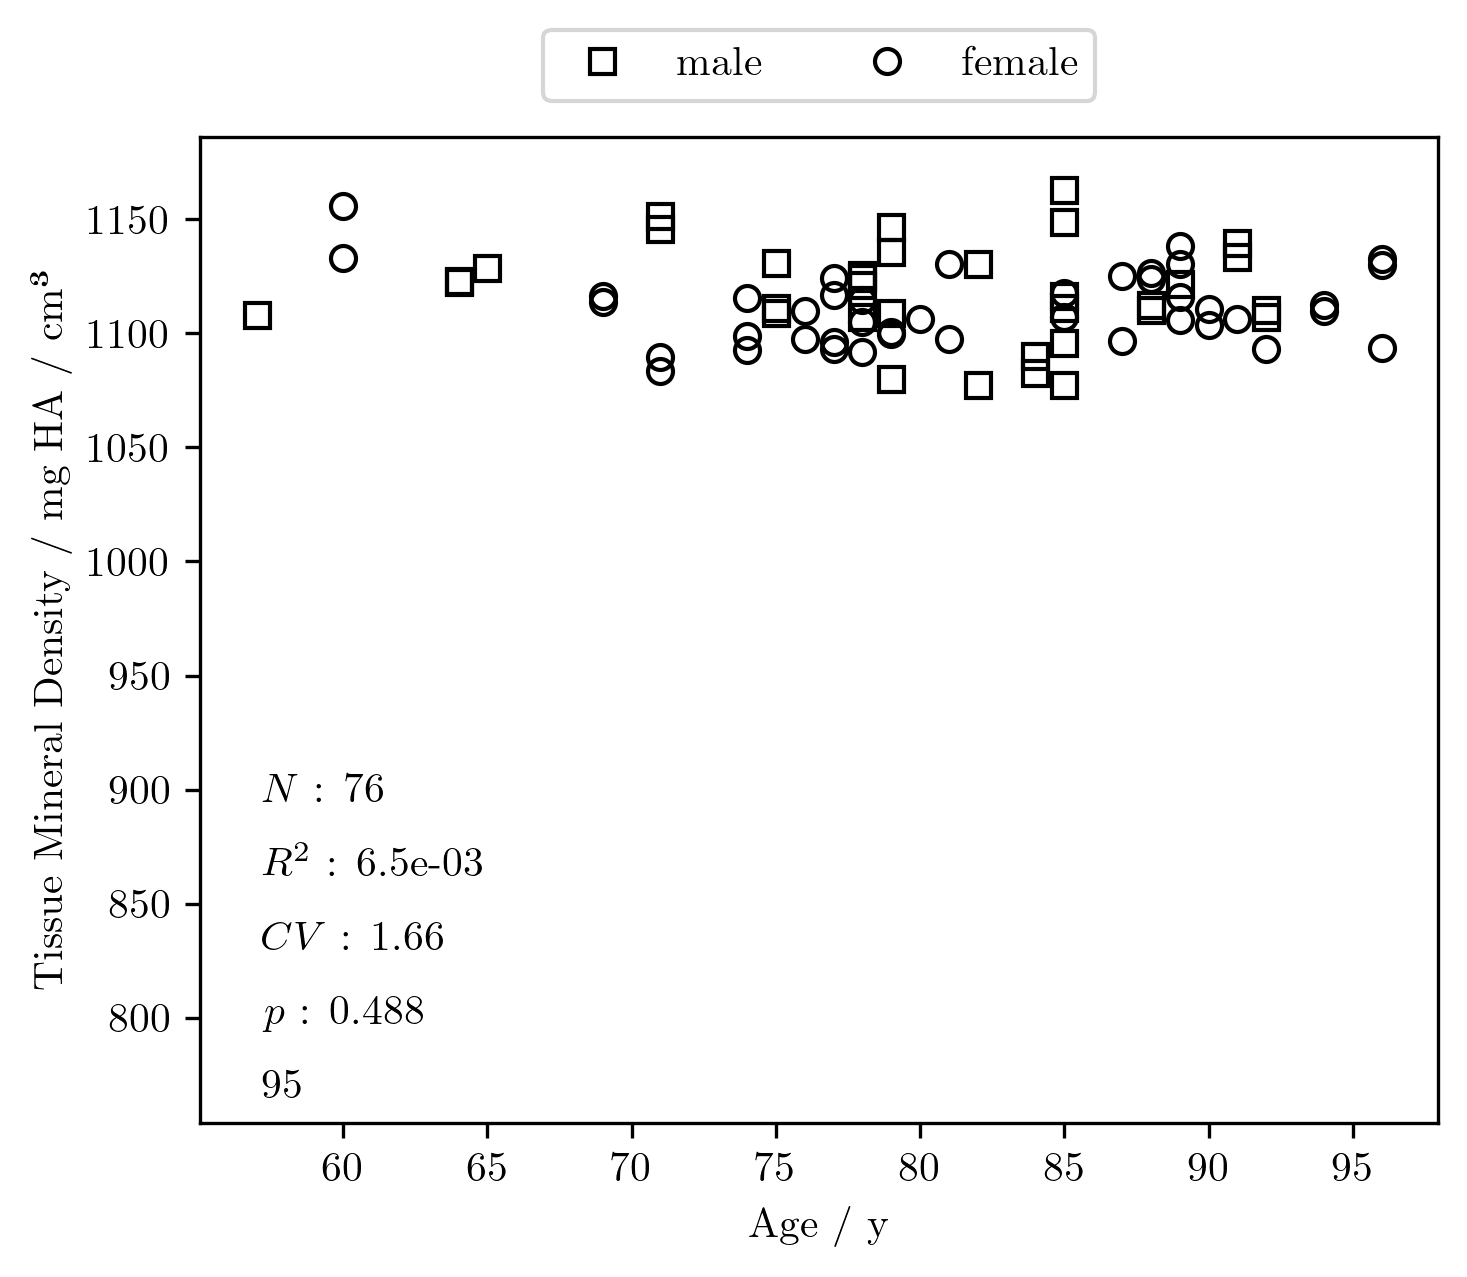 male female
1150
1100
1050
1000
950
900
850
800
Tissue Mineral Density / mg HA / cm³
N : 76
R² : 6.5e-03
CV : 1.66
p : 0.488
95
60 65 70 75 80 85 90 95
Age / y